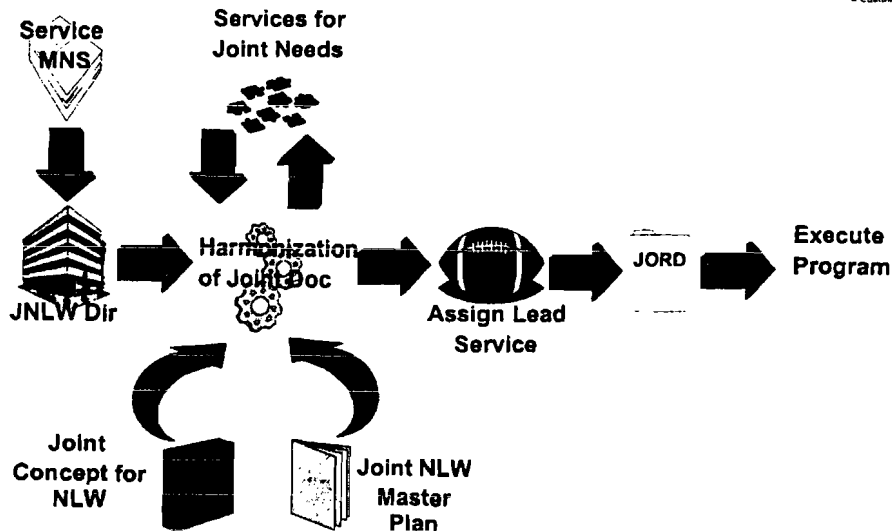 Service
MNS
Services for
Joint Needs
JNLW Dir
Harmonization
of Joint Doc
Assign Lead
Service
JORD
Execute
Program
Joint
Concept for
NLW
Joint NLW
Master
Plan